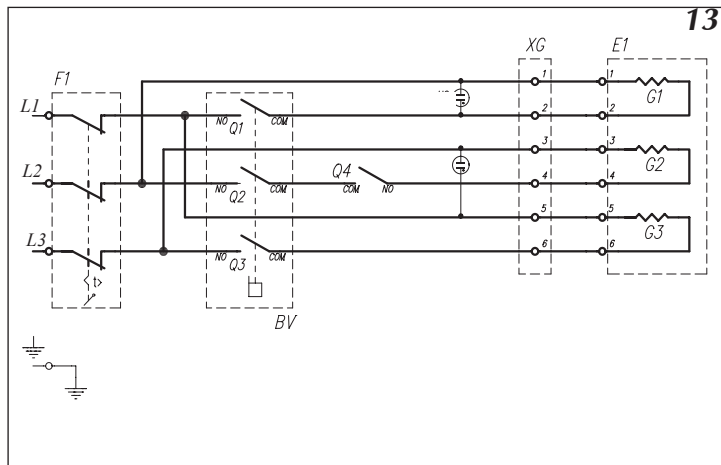 13
XG E1
F1
1 1
G1
L1
NO Q1 COM
2 2
3 3
G2
L2
NO Q2 COM
Q4
COM NO
4 4
5 5
G3
L3
NO Q3 COM
6 6
t>
BV